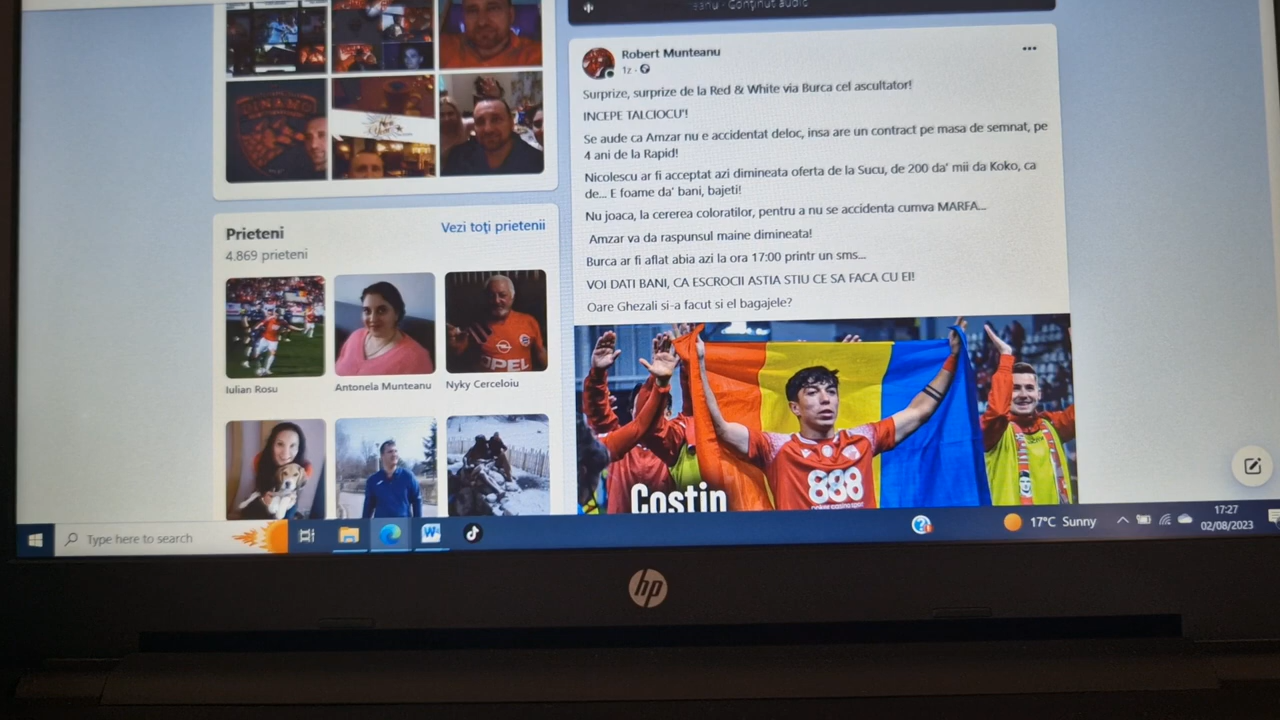 Conținut audio
Robert Munteanu
1z
Surprize, surprize de la Red & White via Burca cel ascultator!
INCEPE TALCIOCU'!
Se aude ca Amzar nu e accidentat deloc, insa are un contract pe masa de semnat, pe
4 ani de la Rapid!
Nicolescu ar fi acceptat azi dimineata oferta de la Sucu, de 200 da' mii da Koko, ca
de... E foame da' bani, bajeti!
Nu joaca, la cererea coloratilor, pentru a nu se accidenta cumva MARFA...
Amzar va da raspunsul maine dimineata!
Burca ar fi aflat abia azi la ora 17:00 printr un sms...
VOI DATI BANI, CA ESCROCII ASTIA STIU CE SA FACA CU EI!
Oare Ghezali si-a facut si el bagajele?
888
Costin
DINAMO
Prieteni
Vezi toți prietenii
4.869 prieteni
OPEL
Iulian Rosu
Antonela Munteanu
Nyky Cerceloiu
Type here to search
17°C Sunny
17:27
02/08/2023
hp